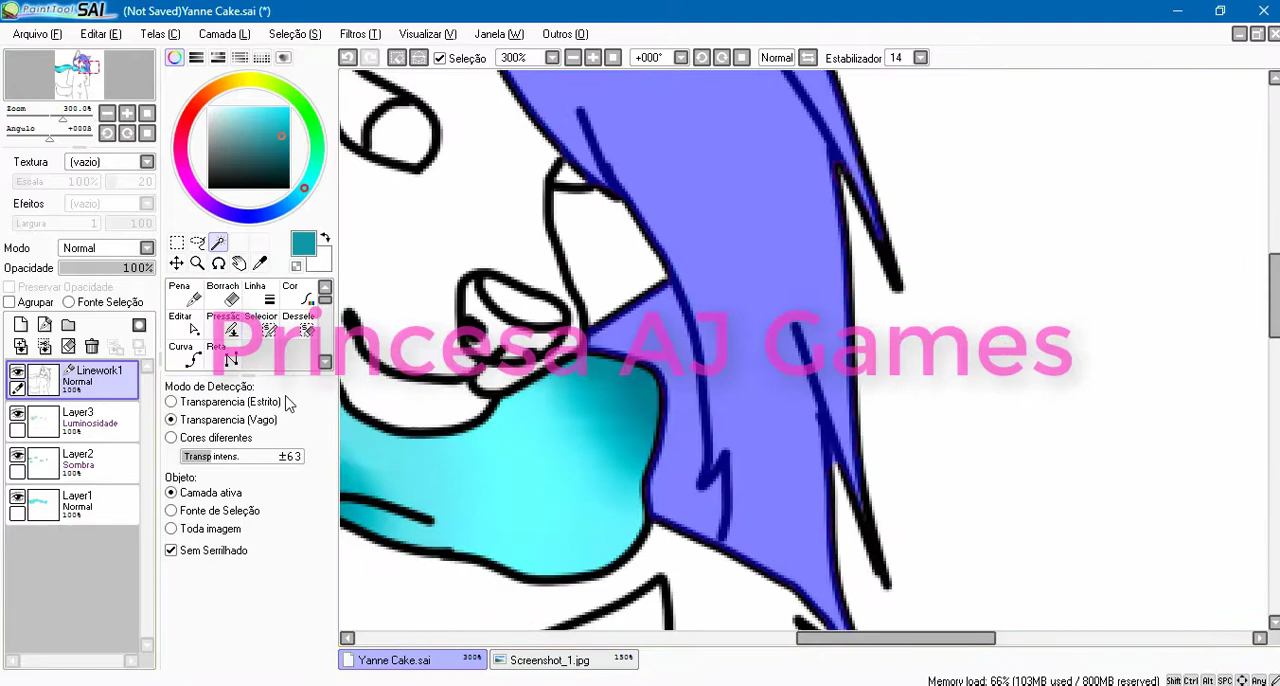 PaintTool SAI (Not Saved)Yanne Cake.sai (*)
Arquivo (F) Editar (E) Telas (C) Camada (L) Seleção (S) Filtros (T) Visualizar (V) Janela (W) Outros (O)
Seleção 300% +000° Normal Estabilizador 14
Zoom 300.0%
Angulo +000θ
Textura (vazio)
Escala 100% 20
Efeitos (vazio)
Largura 1 100
Modo Normal
Opacidade 100%
Preservar Opacidade
Agrupar Fonte Seleção
Linework1
Normal
100%
Layer3
Luminosidade
100%
Layer2
Sombra
100%
Layer1
Normal
100%
Pena Borrach Linha Cor
Editar Pressão Selecior Dessele
Curva Reta
Modo de Detecção:
Transparencia (Estrito)
Transparencia (Vago)
Cores diferentes
Transp intens. ±63
Objeto:
Camada ativa
Fonte de Seleção
Toda imagem
Sem Serrilhado
Princesa AJ Games
Yanne Cake.sai 300% Screenshot_1.jpg 150%
Memory load: 66% (103MB used / 800MB reserved) Shift Ctrl Alt SPC Any